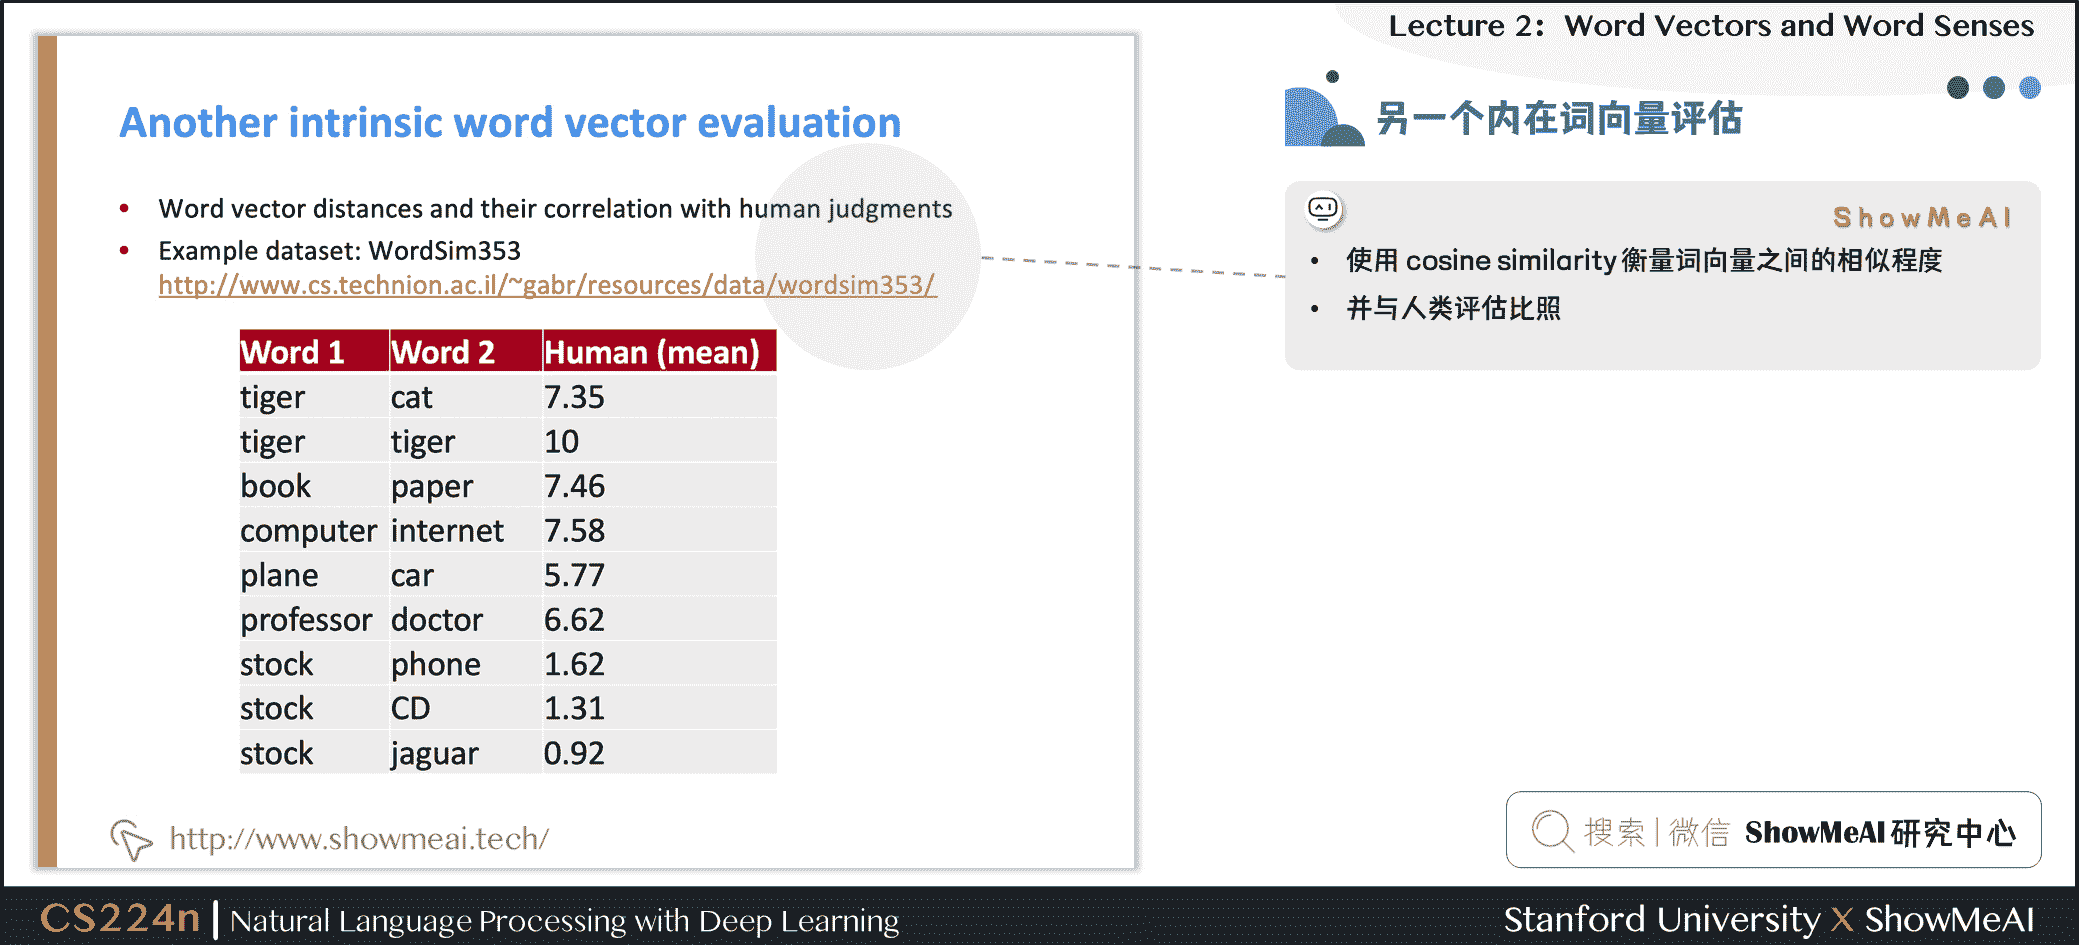 Lecture 2: Word Vectors and Word Senses
Another intrinsic word vector evaluation
• Word vector distances and their correlation with human judgments
• Example dataset: WordSim353
http://www.cs.technion.ac.il/~gabr/resources/data/wordsim353/
Word 1 Word 2 Human (mean)
tiger cat 7.35
tiger tiger 10
book paper 7.46
computer internet 7.58
plane car 5.77
professor doctor 6.62
stock phone 1.62
stock CD 1.31
stock jaguar 0.92
http://www.showmeai.tech/
另一个内在词向量评估
ShowMeAI
• 使用 cosine similarity 衡量词向量之间的相似程度
• 并与人类评估比照
搜索 | 微信 ShowMeAI 研究中心
CS224n | Natural Language Processing with Deep Learning
Stanford University X ShowMeAI